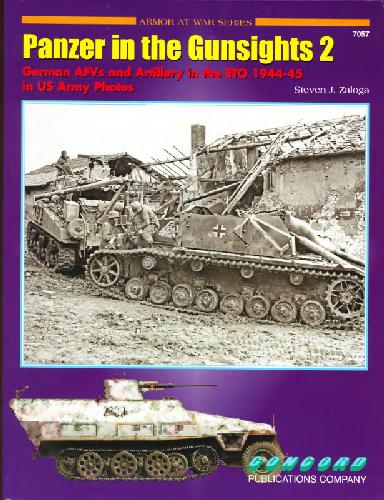 ARMOR AT WAR SERIES
7057
Panzer in the Gunsights 2
German AFVs and Artillery in the ETO 1944-45
in US Army Photos
Steven J. Zaloga
CONCORD
PUBLICATIONS COMPANY